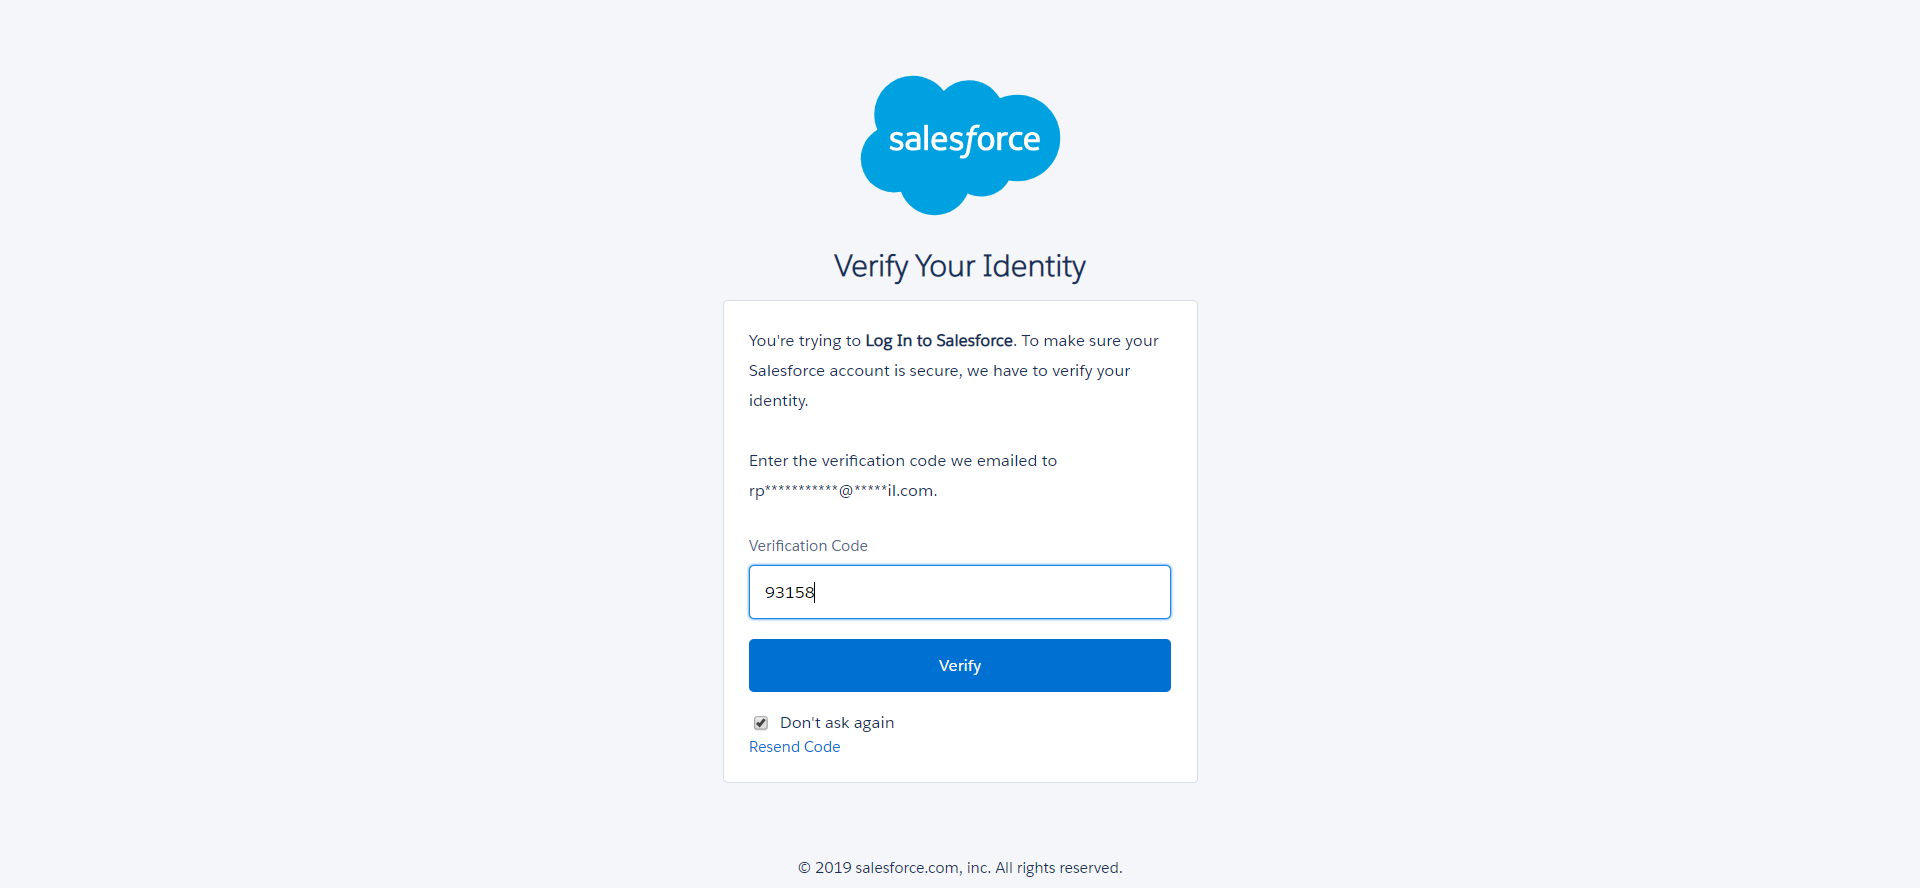 salesforce
Verify Your Identity
You're trying to Log In to Salesforce. To make sure your
Salesforce account is secure, we have to verify your
identity.
Enter the verification code we emailed to
rp***********@*****il.com.
Verification Code
93158
Verify
Don't ask again
Resend Code
© 2019 salesforce.com, inc. All rights reserved.